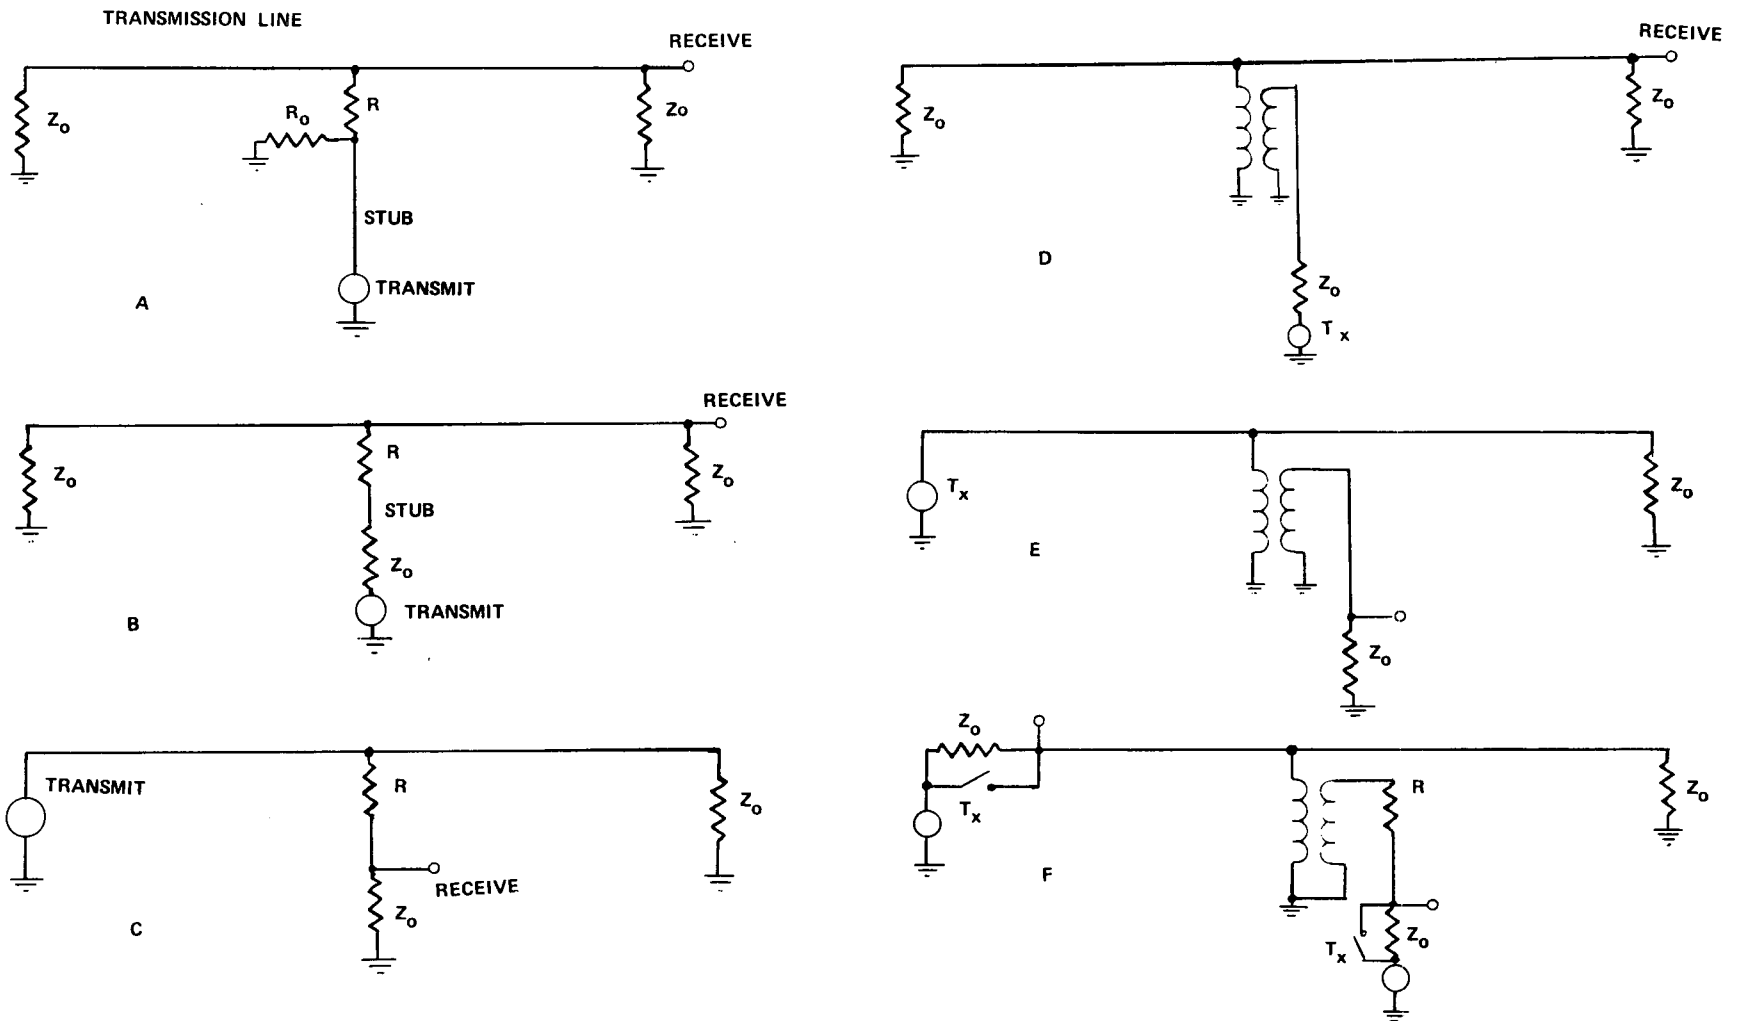 TRANSMISSION LINE
RECEIVE
Z₀
R₀
R
Zo
STUB
TRANSMIT
A
RECEIVE
Z₀
R
Z₀
STUB
Z₀
TRANSMIT
B
TRANSMIT
R
Z₀
RECEIVE
Z₀
C
RECEIVE
Z₀
Z₀
D
Z₀
Tx
Tx
Z₀
E
Z₀
Z₀
Tx
R
Z₀
F
Tx
Z₀